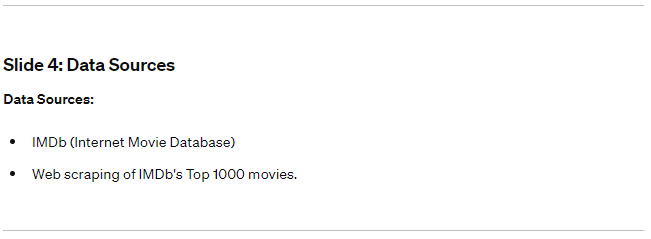 Slide 4: Data Sources
Data Sources:
• IMDb (Internet Movie Database)
• Web scraping of IMDb's Top 1000 movies.